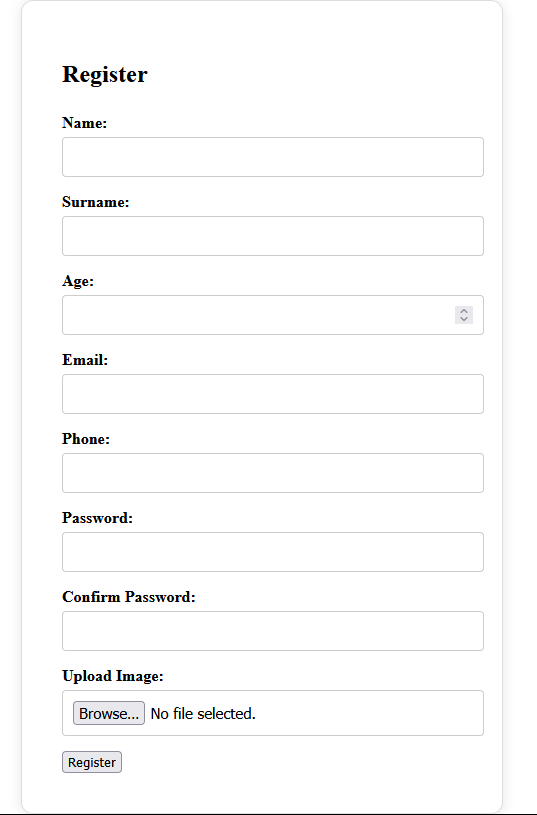 Register
Name:
Surname:
Age:
Email:
Phone:
Password:
Confirm Password:
Upload Image:
Browse... No file selected.
Register